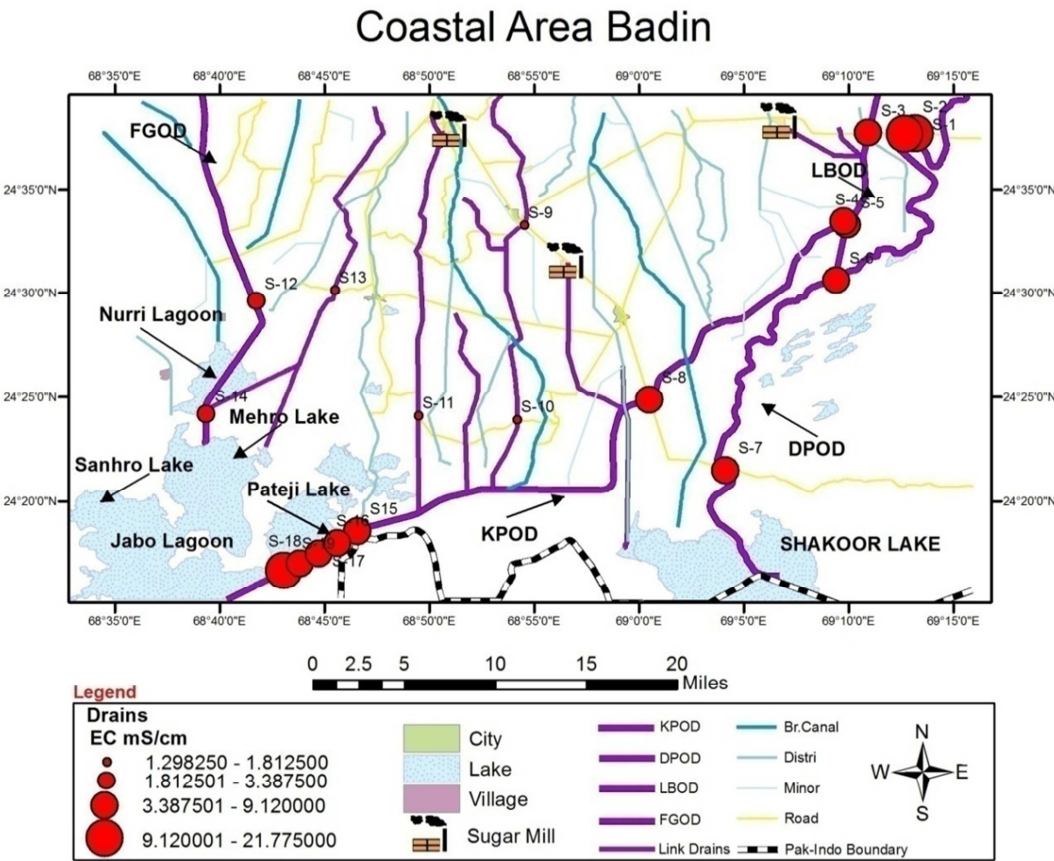 Coastal Area Badin
68°35'0"E 68°40'0"E 68°45'0"E 68°50'0"E 68°55'0"E 69°0'0"E 69°5'0"E 69°10'0"E 69°15'0"E
FGOD
S-3
S-2
S-1
LBOD
24°35'0"N
24°35'0"N
S-4
S-5
S-9
S-6
S-12
S13
24°30'0"N
24°30'0"N
Nurri Lagoon
S-8
24°25'0"N
24°25'0"N
S-14
Mehro Lake
S-11
S-10
DPOD
S-7
Sanhro Lake
Pateji Lake
24°20'0"N
24°20'0"N
S15
S-16
KPOD
Jabo Lagoon
S-18
S-17
SHAKOOR LAKE
68°35'0"E 68°40'0"E 68°45'0"E 68°50'0"E 68°55'0"E 69°0'0"E 69°5'0"E 69°10'0"E 69°15'0"E
0 2.5 5 10 15 20
Miles
Legend
Drains
EC mS/cm
1.298250 - 1.812500
1.812501 - 3.387500
3.387501 - 9.120000
9.120001 - 21.775000
City
Lake
Village
Sugar Mill
KPOD
DPOD
LBOD
FGOD
Link Drains
Br.Canal
Distri
Minor
Road
Pak-Indo Boundary
N
W E
S